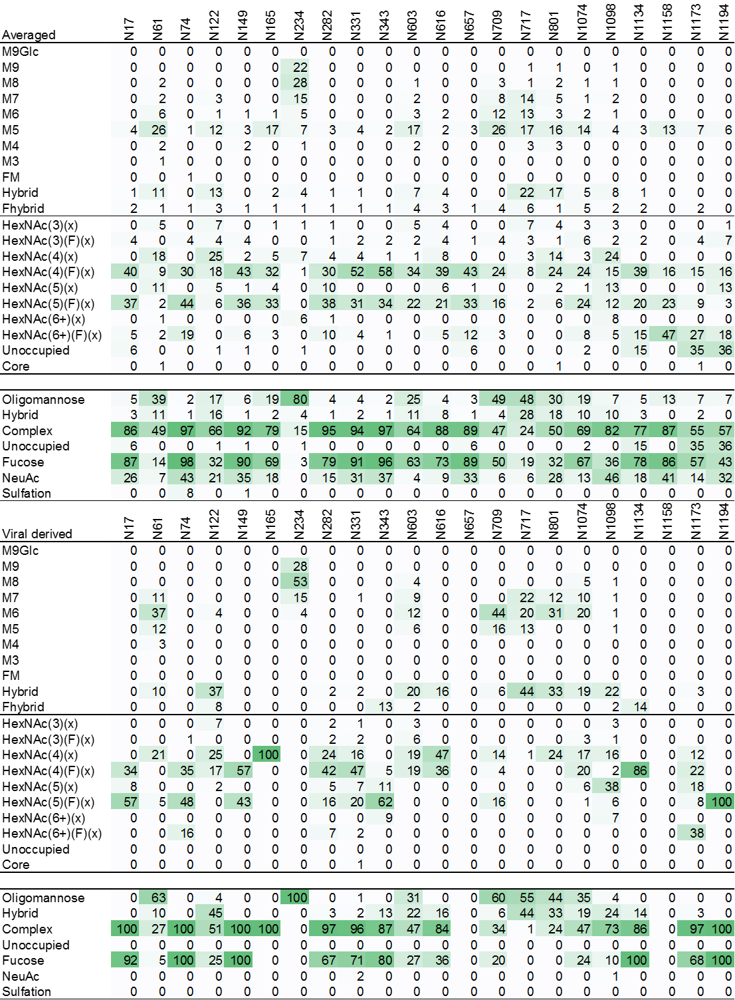 Averaged N17 N61 N74 N122 N149 N165 N234 N282 N331 N343 N603 N616 N657 N709 N717 N801 N1074 N1098 N1134 N1158 N1173 N1194
M9Glc 0 0 0 0 0 0 0 0 0 0 0 0 0 0 0 0 0 0 0 0 0 0
M9 0 0 0 0 0 0 22 0 0 0 0 0 0 0 1 1 0 1 0 0 0 0
M8 0 2 0 0 0 0 28 0 0 0 1 0 0 3 1 2 1 1 0 0 0 0
M7 0 2 0 3 0 0 15 0 0 0 2 0 0 8 14 5 1 2 0 0 0 0
M6 0 6 0 1 1 1 5 0 0 0 3 2 0 12 13 3 2 1 0 0 0 0
M5 4 26 1 12 3 17 7 3 4 2 17 2 3 26 17 16 14 4 3 13 7 6
M4 0 2 0 0 2 0 1 0 0 0 2 0 0 0 3 3 0 0 0 0 0 0
M3 0 1 0 0 0 0 0 0 0 0 0 0 0 0 0 0 0 0 0 0 0 0
FM 0 0 1 0 0 0 0 0 0 0 0 0 0 0 0 0 0 0 0 0 0 0
Hybrid 1 11 0 13 0 2 4 1 1 0 7 4 0 0 22 17 5 8 1 0 0 0
Fhybrid 2 1 1 3 1 1 1 1 1 1 4 3 1 4 6 1 5 2 2 0 2 0
HexNAc(3)(x) 0 5 0 7 0 1 1 1 0 0 5 4 0 0 7 4 3 3 0 0 0 1
HexNAc(3)(F)(x) 4 0 4 4 4 0 0 1 2 2 2 4 1 4 3 1 6 2 2 0 4 7
HexNAc(4)(x) 0 18 0 25 2 5 7 4 4 1 1 8 0 0 3 14 3 24 0 0 0 0
HexNAc(4)(F)(x) 40 9 30 18 43 32 1 30 52 58 34 39 43 24 8 24 24 15 39 16 15 16
HexNAc(5)(x) 0 11 0 5 1 4 0 10 0 0 0 6 1 0 0 2 1 13 0 0 0 13
HexNAc(5)(F)(x) 37 2 44 6 36 33 0 38 31 34 22 21 33 16 2 6 24 12 20 23 9 3
HexNAc(6+)(x) 0 1 0 0 0 0 6 1 0 0 0 0 0 0 0 0 0 8 0 0 0 0
HexNAc(6+)(F)(x) 5 2 19 0 6 3 0 10 4 1 0 5 12 3 0 0 8 5 15 47 27 18
Unoccupied 6 0 0 1 1 0 1 0 0 0 0 0 6 0 0 0 2 0 15 0 35 36
Core 0 1 0 0 0 0 0 0 0 0 0 0 0 0 0 1 0 0 0 0 1 0
Oligomannose 5 39 2 17 6 19 80 4 4 2 25 4 3 49 48 30 19 7 5 13 7 7
Hybrid 3 11 1 16 1 2 4 1 2 1 11 8 1 4 28 18 10 10 3 0 2 0
Complex 86 49 97 66 92 79 15 95 94 97 64 88 89 47 24 50 69 82 77 87 55 57
Unoccupied 6 0 0 1 1 0 1 0 0 0 0 0 6 0 0 0 2 0 15 0 35 36
Fucose 87 14 98 32 90 69 3 79 91 96 63 73 89 50 19 32 67 36 78 86 57 43
NeuAc 26 7 43 21 35 18 0 15 31 37 4 9 33 6 6 28 13 46 18 41 14 32
Sulfation 0 0 8 0 1 0 0 0 0 0 0 0 0 0 0 0 0 0 0 0 0 0
Viral derived N17 N61 N74 N122 N149 N165 N234 N282 N331 N343 N603 N616 N657 N709 N717 N801 N1074 N1098 N1134 N1158 N1173 N1194
M9Glc 0 0 0 0 0 0 0 0 0 0 0 0 0 0 0 0 0 0 0 0 0 0
M9 0 0 0 0 0 0 28 0 0 0 0 0 0 0 0 0 0 0 0 0 0 0
M8 0 0 0 0 0 0 53 0 0 0 4 0 0 0 0 0 5 1 0 0 0 0
M7 0 11 0 0 0 0 15 0 1 0 9 0 0 0 22 12 10 1 0 0 0 0
M6 0 37 0 4 0 0 4 0 0 0 12 0 0 44 20 31 20 1 0 0 0 0
M5 0 12 0 0 0 0 0 0 0 0 6 0 0 16 13 0 0 1 0 0 0 0
M4 0 3 0 0 0 0 0 0 0 0 0 0 0 0 0 0 0 0 0 0 0 0
M3 0 0 0 0 0 0 0 0 0 0 0 0 0 0 0 0 0 0 0 0 0 0
FM 0 0 0 0 0 0 0 0 0 0 0 0 0 0 0 0 0 0 0 0 0 0
Hybrid 0 10 0 37 0 0 0 2 2 0 20 16 0 6 44 33 19 22 0 0 3 0
Fhybrid 0 0 0 8 0 0 0 0 0 13 2 0 0 0 0 0 0 2 14 0 0 0
HexNAc(3)(x) 0 0 0 7 0 0 0 2 1 0 3 0 0 0 0 0 0 3 0 0 0 0
HexNAc(3)(F)(x) 0 0 1 0 0 0 0 2 2 0 6 0 0 0 0 0 3 1 0 0 0 0
HexNAc(4)(x) 0 21 0 25 0 100 0 24 16 0 19 47 0 14 1 24 17 16 0 0 12 0
HexNAc(4)(F)(x) 34 0 35 17 57 0 0 42 47 5 19 36 0 4 0 0 20 2 86 0 22 0
HexNAc(5)(x) 8 0 0 2 0 0 0 5 7 11 0 0 0 0 0 0 6 38 0 0 18 0
HexNAc(5)(F)(x) 57 5 48 0 43 0 0 16 20 62 0 0 0 16 0 0 1 6 0 0 8 100
HexNAc(6+)(x) 0 0 0 0 0 0 0 0 0 9 0 0 0 0 0 0 0 7 0 0 0 0
HexNAc(6+)(F)(x) 0 0 16 0 0 0 0 7 2 0 0 0 0 0 0 0 0 0 0 0 38 0
Unoccupied 0 0 0 0 0 0 0 0 0 0 0 0 0 0 0 0 0 0 0 0 0 0
Core 0 0 0 0 0 0 0 0 1 0 0 0 0 0 0 0 0 0 0 0 0 0
Oligomannose 0 63 0 4 0 0 100 0 1 0 31 0 0 60 55 44 35 4 0 0 0 0
Hybrid 0 10 0 45 0 0 0 3 2 13 22 16 0 6 44 33 19 24 14 0 3 0
Complex 100 27 100 51 100 100 0 97 96 87 47 84 0 34 1 24 47 73 86 0 97 100
Unoccupied 0 0 0 0 0 0 0 0 0 0 0 0 0 0 0 0 0 0 0 0 0 0
Fucose 92 5 100 25 100 0 0 67 71 80 27 36 0 20 0 0 24 10 100 0 68 100
NeuAc 0 0 0 0 0 0 0 0 2 0 0 0 0 0 0 0 0 1 0 0 0 0
Sulfation 0 0 0 0 0 0 0 0 0 0 0 0 0 0 0 0 0 0 0 0 0 0